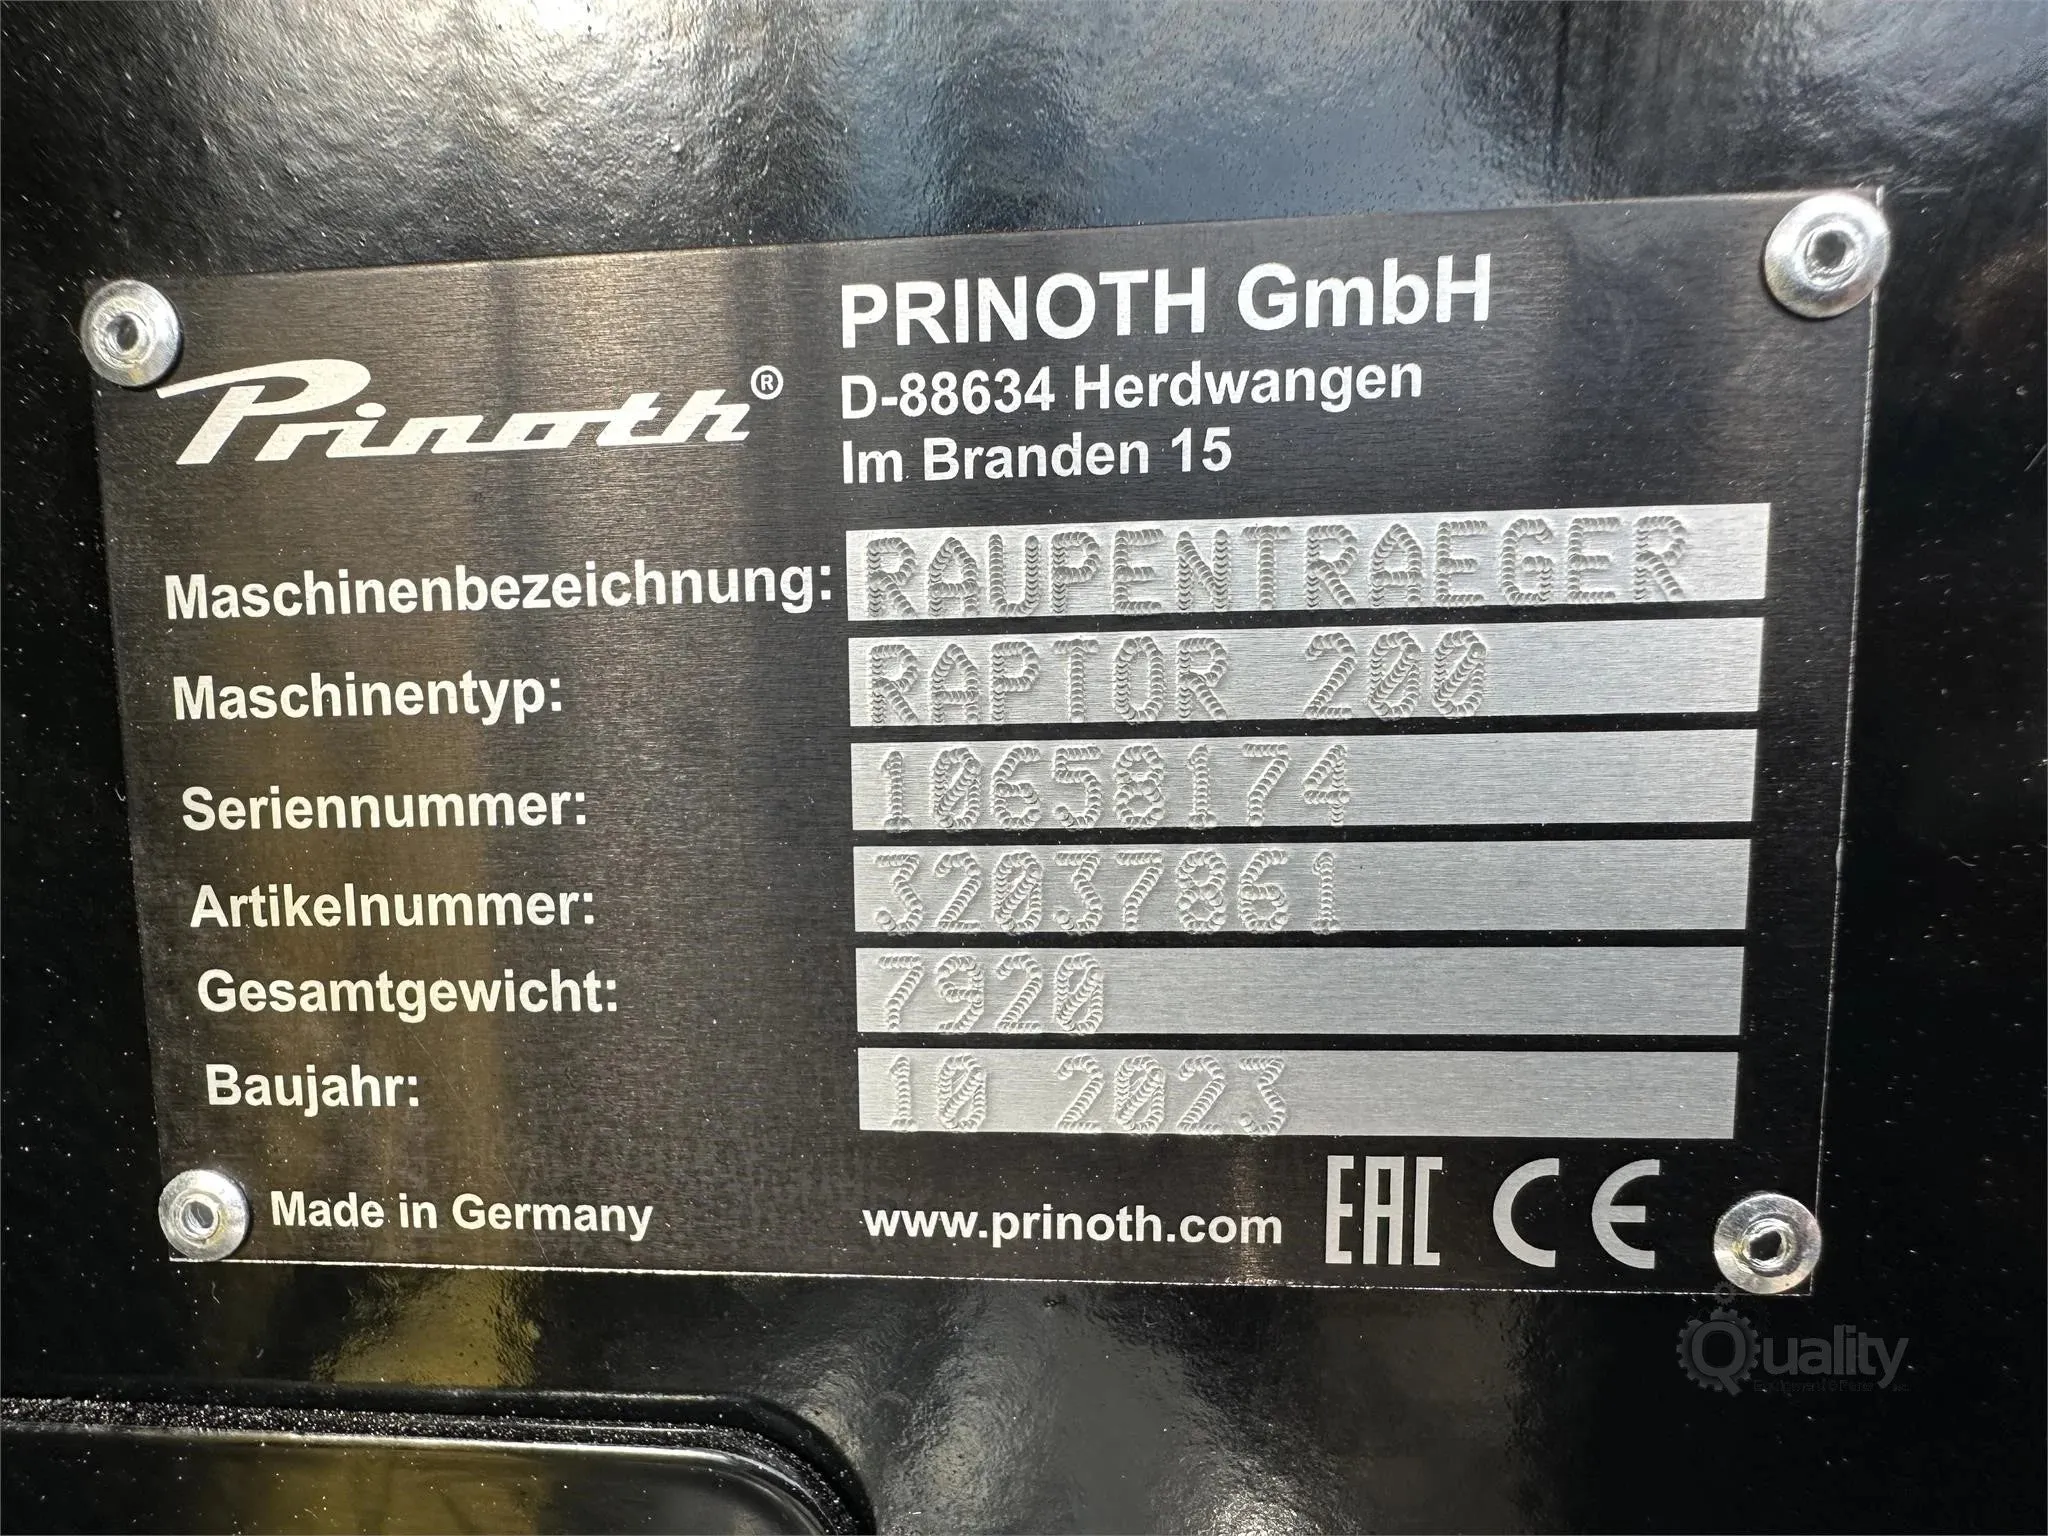 Prinoth®
PRINOTH GmbH
D-88634 Herdwangen
Im Branden 15
Maschinenbezeichnung: RAUPENTRAEGER
Maschinentyp: RAPTOR 200
Seriennummer: 10658174
Artikelnummer: 32037861
Gesamtgewicht: 7920
Baujahr: 10 2023
Made in Germany www.prinoth.com EAC CE
Quality